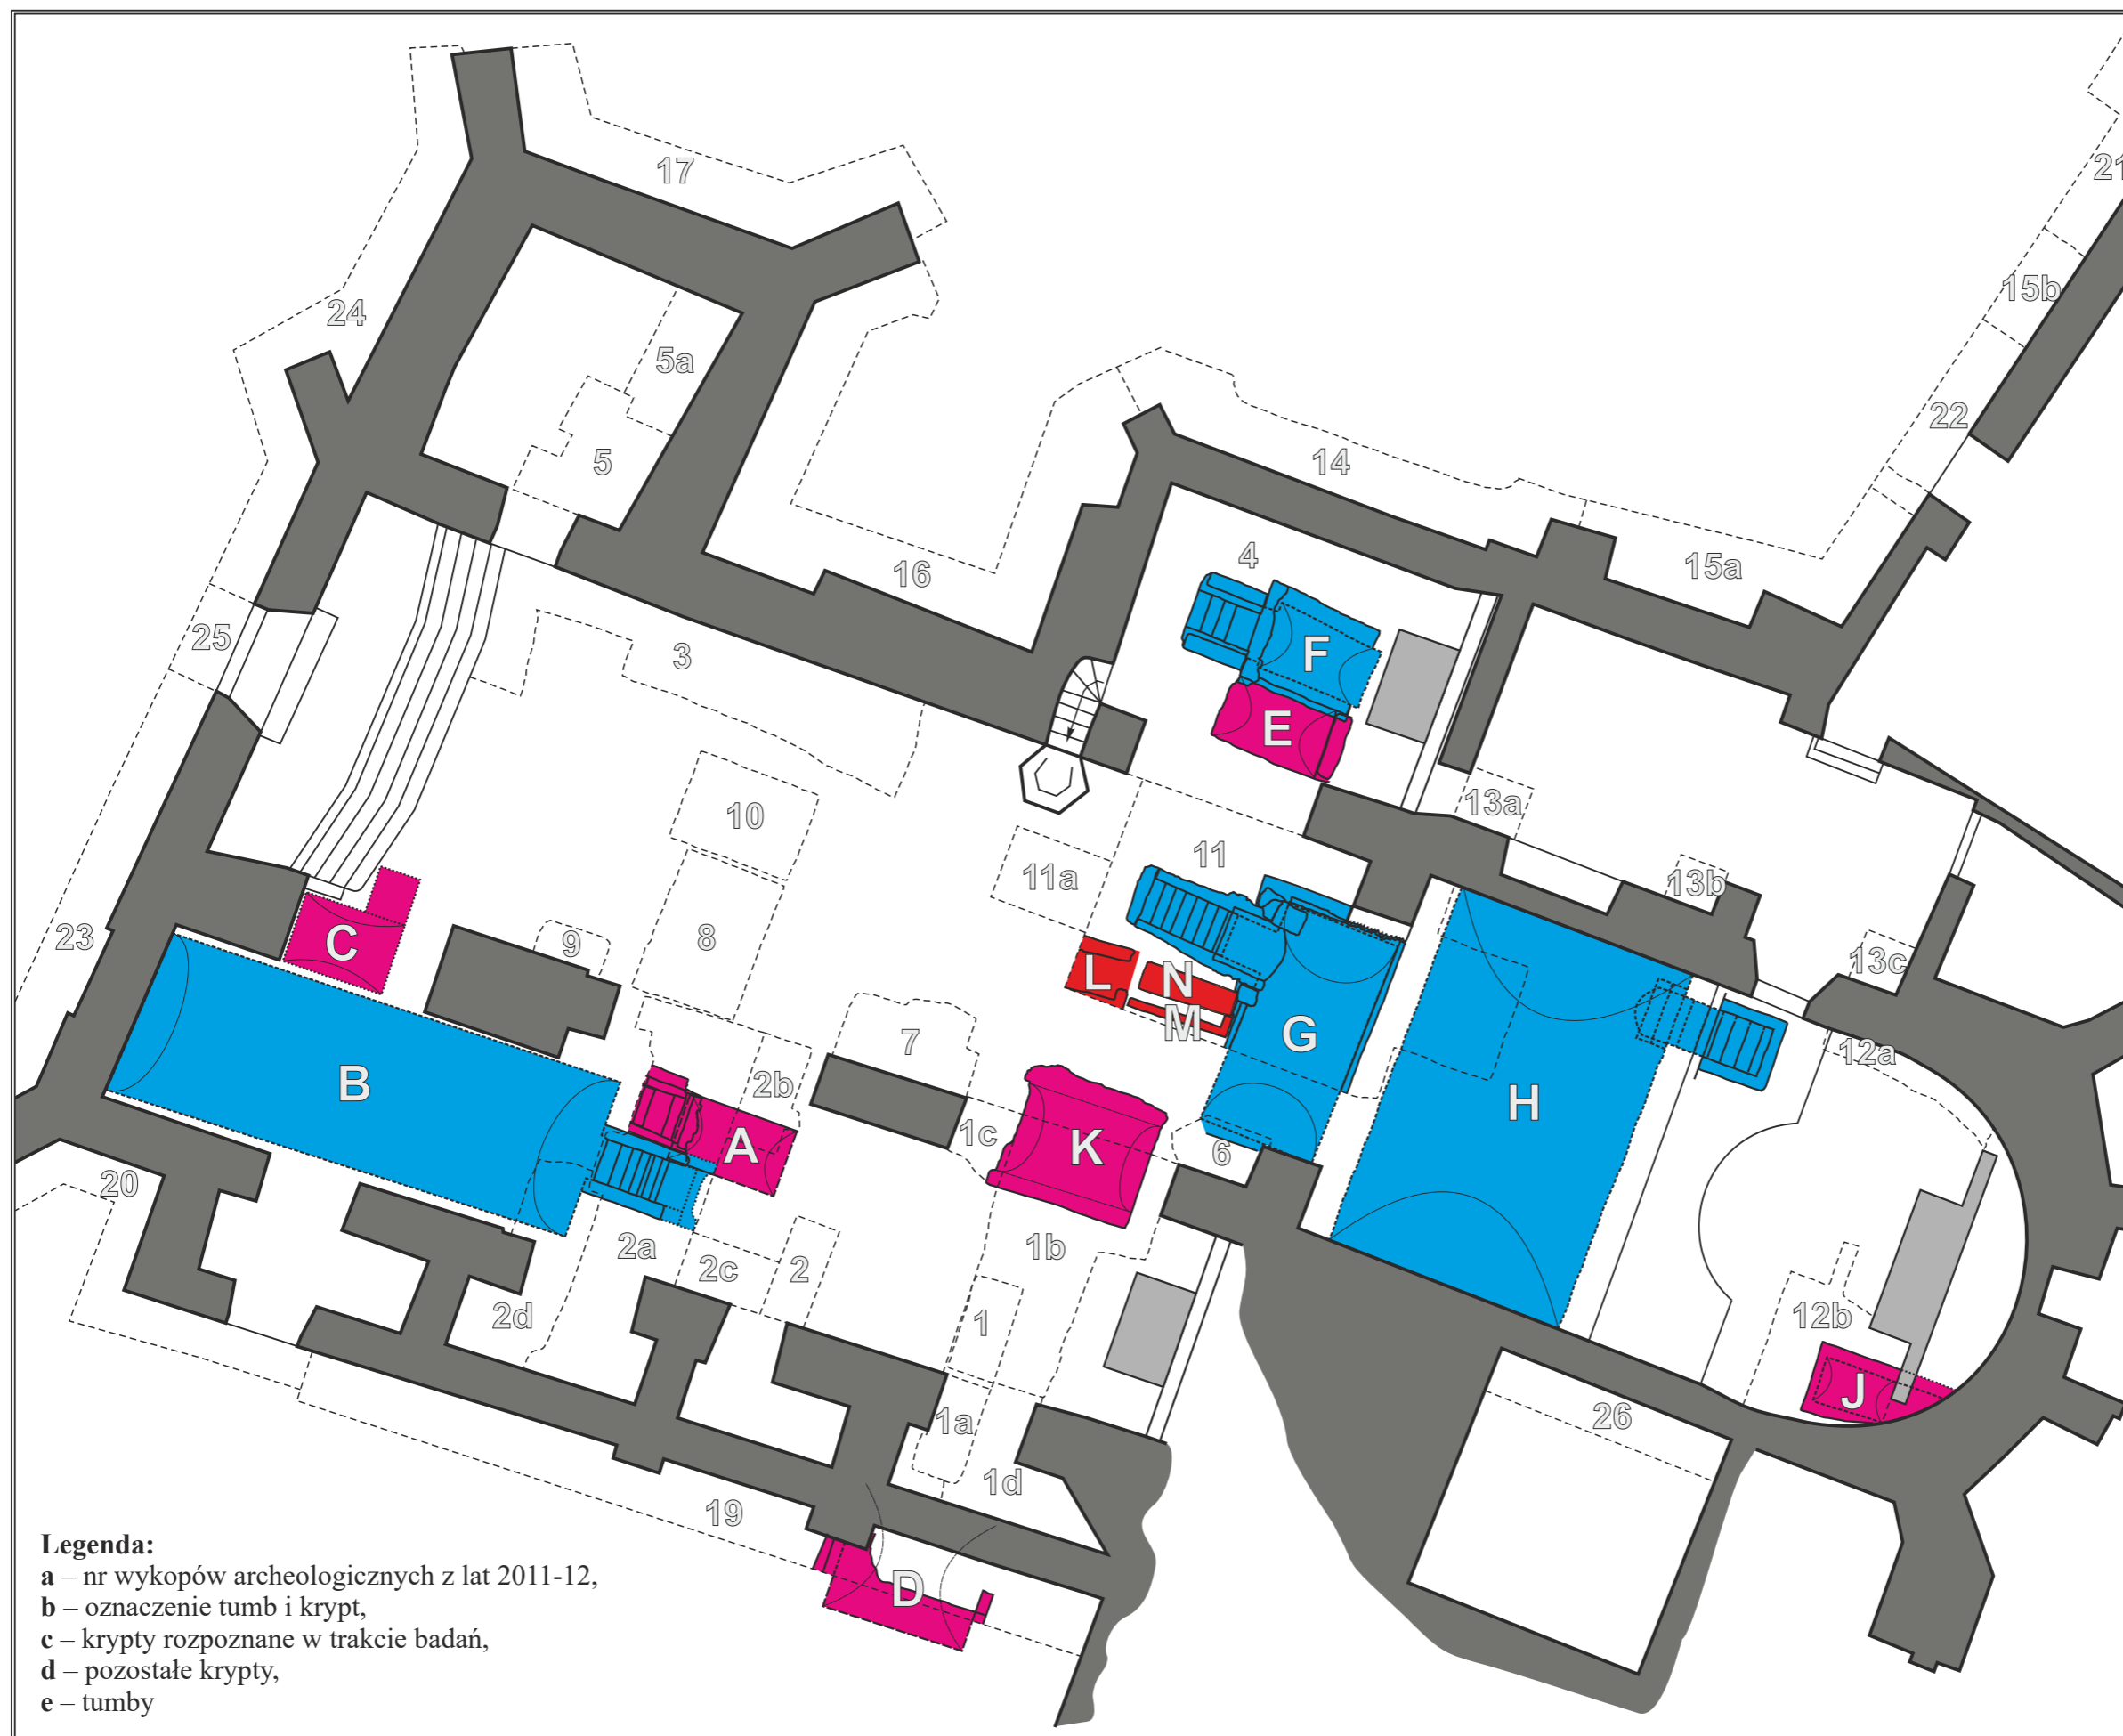 17
21
15b
24
5a
22
5
14
4
15a
16
25
3
F
E
10
13a
11
11a
13b
8
9
C
23
13c
L
N
M
G
7
12a
B
2b
H
1c
K
A
6
20
2a
1b
2c
2
2d
1
12b
J
1a
26
1d
19
D
Legenda:
a – nr wykopów archeologicznych z lat 2011-12,
b – oznaczenie tumb i krypt,
c – krypty rozpoznane w trakcie badań,
d – pozostałe krypty,
e – tumby